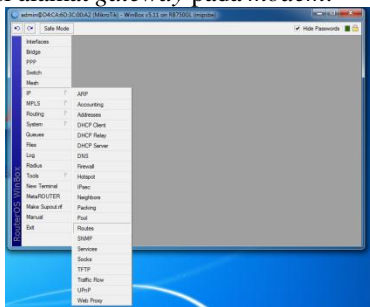 alamat gateway pada modem.
admin@D4:CA:6D:3C:00:A2 (MikroTik) - WinBox v5.11 on RB750GL (mipsbe)
Safe Mode
Hide Passwords
Interfaces
Bridge
PPP
Switch
Mesh
IP
MPLS
Routing
System
Queues
Files
Log
Radius
Tools
New Terminal
MetaROUTER
Make Supout.rif
Manual
Exit
ARP
Accounting
Addresses
DHCP Client
DHCP Relay
DHCP Server
DNS
Firewall
Hotspot
IPsec
Neighbors
Packing
Pool
Routes
SNMP
Services
Socks
TFTP
Traffic Flow
UPnP
Web Proxy
RouterOS WinBox